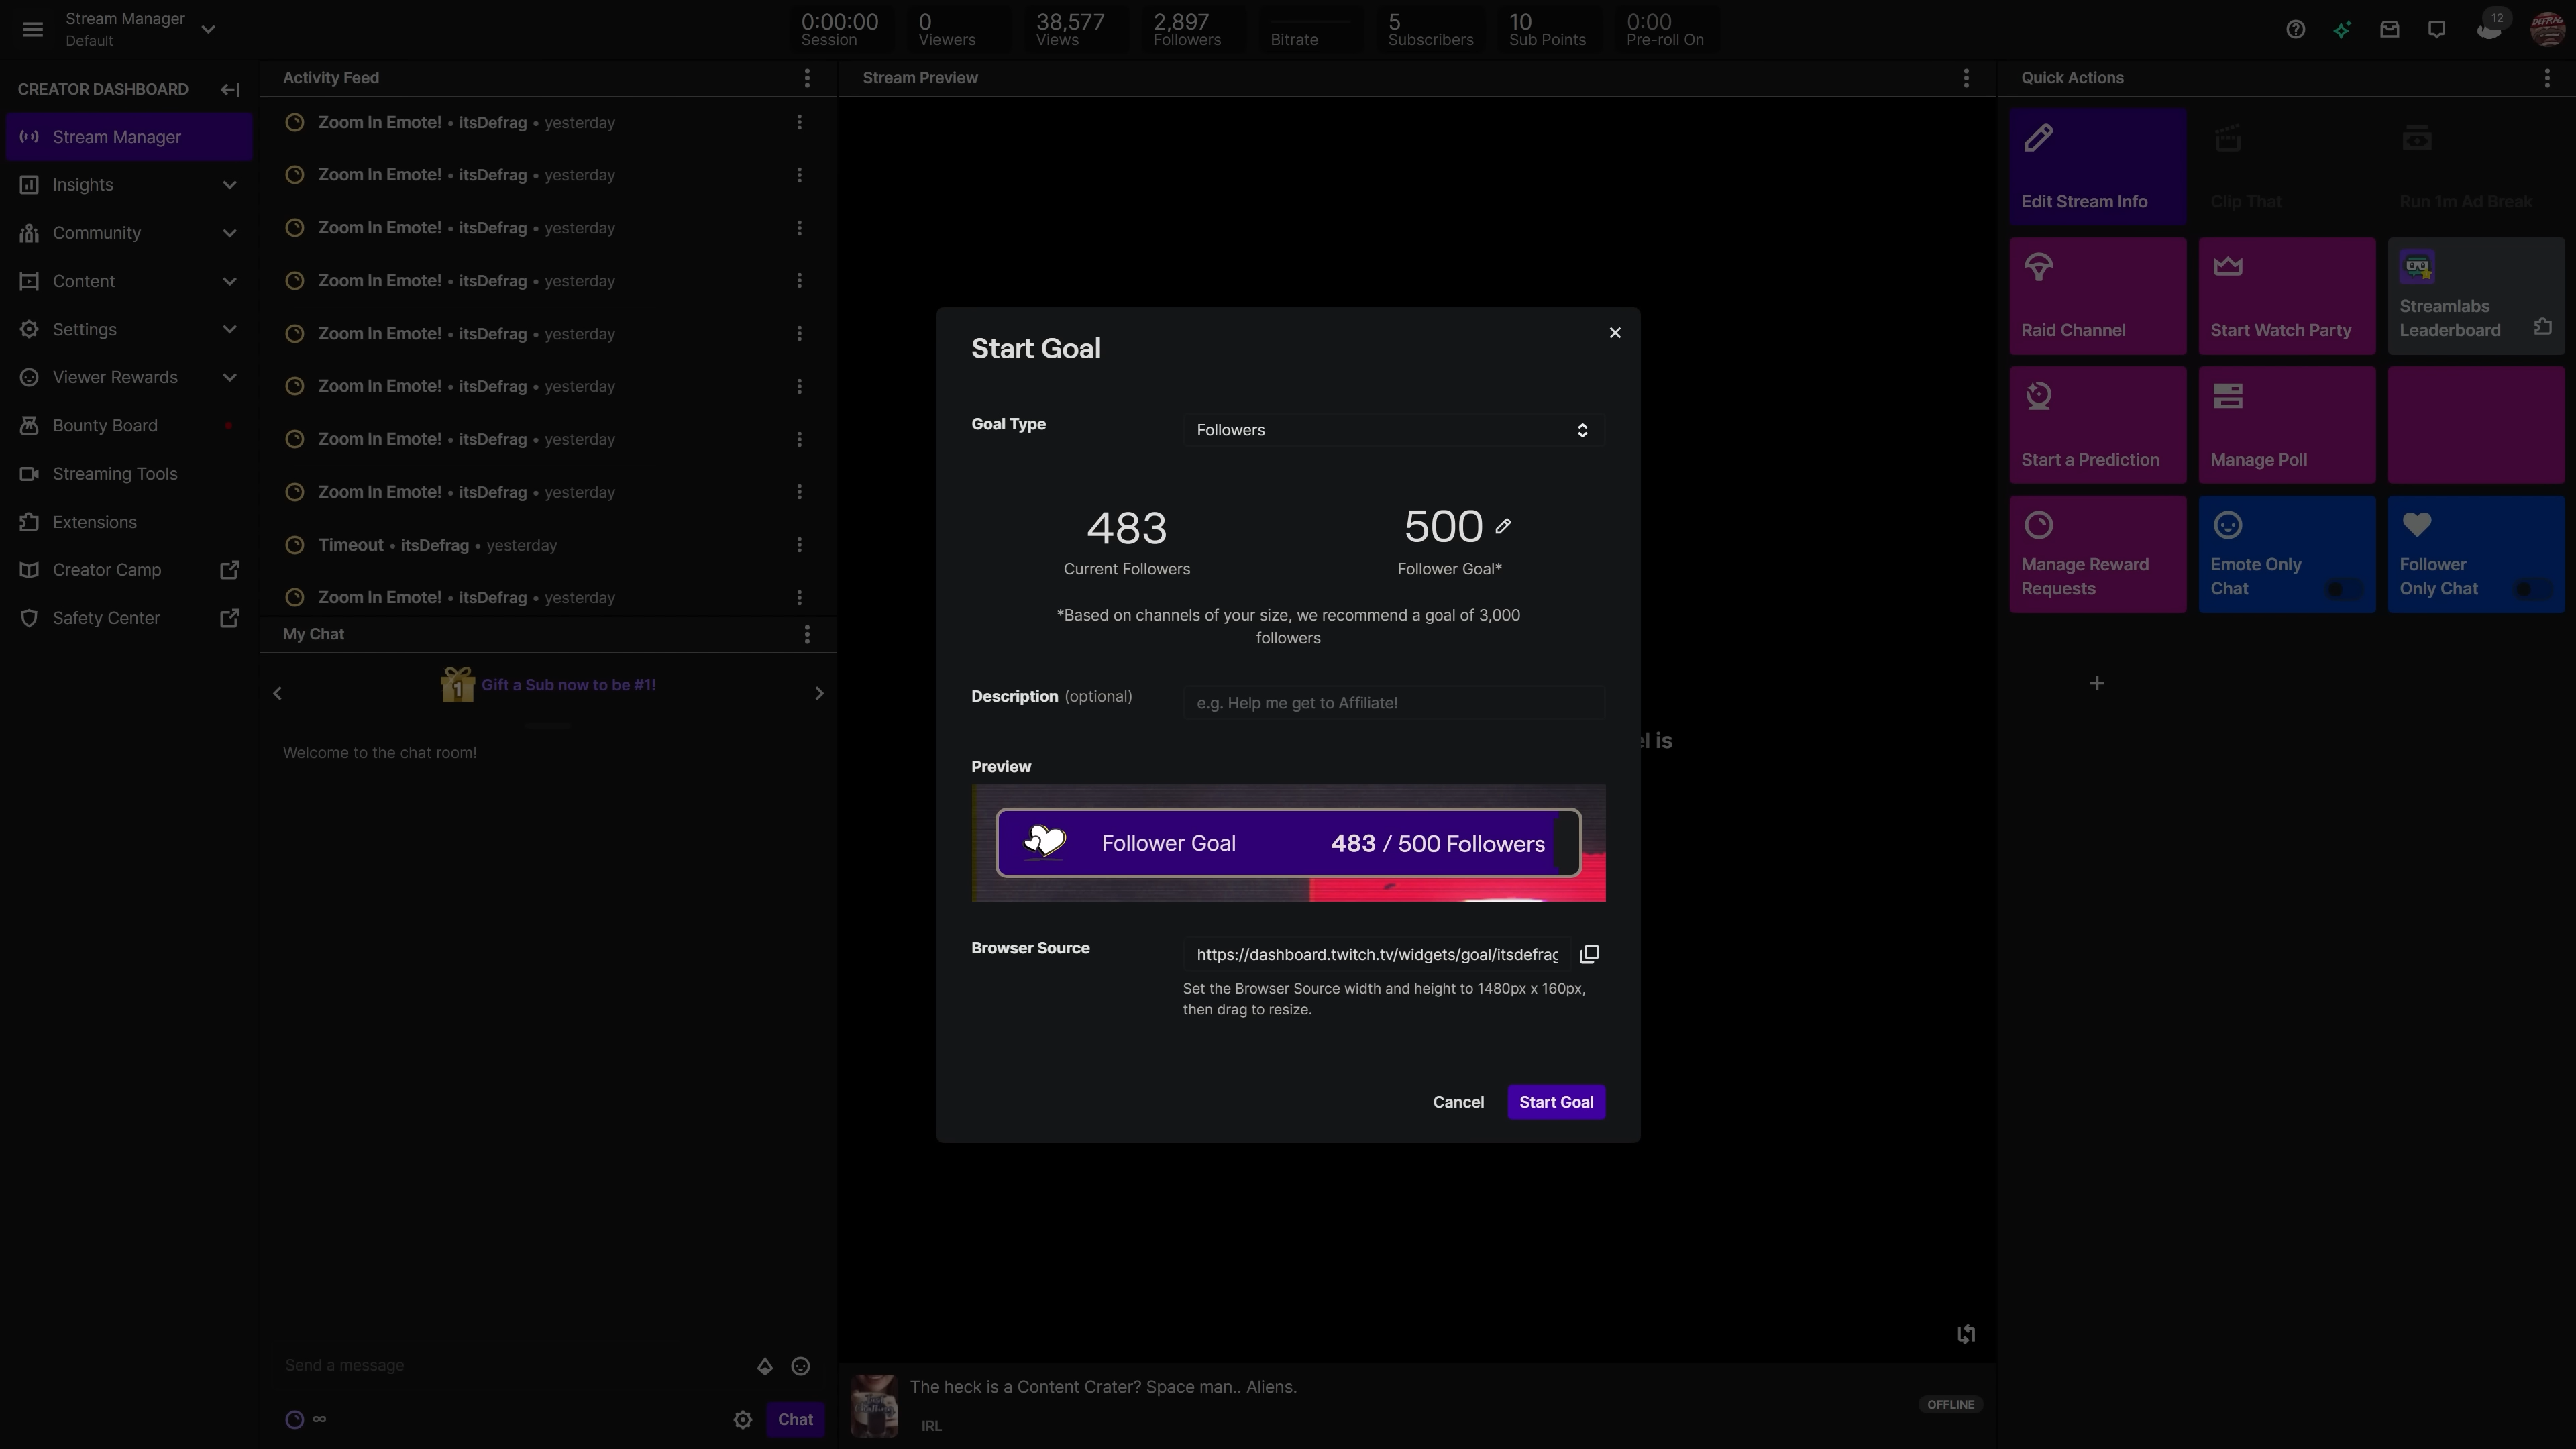 Stream Manager
Default
0:00:00
Session
0
Viewers
38,577
Views
2,897
Followers
Bitrate
5
Subscribers
10
Sub Points
0:00
Pre-roll On
12
CREATOR DASHBOARD
Stream Manager
Insights
Community
Content
Settings
Viewer Rewards
Bounty Board
Streaming Tools
Extensions
Creator Camp
Safety Center
Activity Feed
Zoom In Emote! • itsDefrag • yesterday
Zoom In Emote! • itsDefrag • yesterday
Zoom In Emote! • itsDefrag • yesterday
Zoom In Emote! • itsDefrag • yesterday
Zoom In Emote! • itsDefrag • yesterday
Zoom In Emote! • itsDefrag • yesterday
Zoom In Emote! • itsDefrag • yesterday
Zoom In Emote! • itsDefrag • yesterday
Timeout • itsDefrag • yesterday
Zoom In Emote! • itsDefrag • yesterday
My Chat
1
Gift a Sub now to be #1!
Welcome to the chat room!
Send a message
∞
Chat
Stream Preview
Start Goal
Goal Type
Followers
483
Current Followers
500
Follower Goal*
*Based on channels of your size, we recommend a goal of 3,000
followers
Description (optional)
e.g. Help me get to Affiliate!
Preview
Follower Goal
483 / 500 Followers
Browser Source
https://dashboard.twitch.tv/widgets/goal/itsdefrag
Set the Browser Source width and height to 1480px x 160px,
then drag to resize.
Cancel
Start Goal
is
The heck is a Content Crater? Space man.. Aliens.
IRL
OFFLINE
Quick Actions
Edit Stream Info
Clip That
Run 1m Ad Break
Raid Channel
Start Watch Party
Streamlabs
Leaderboard
Start a Prediction
Manage Poll
Manage Reward
Requests
Emote Only
Chat
Follower
Only Chat
DEFRAG